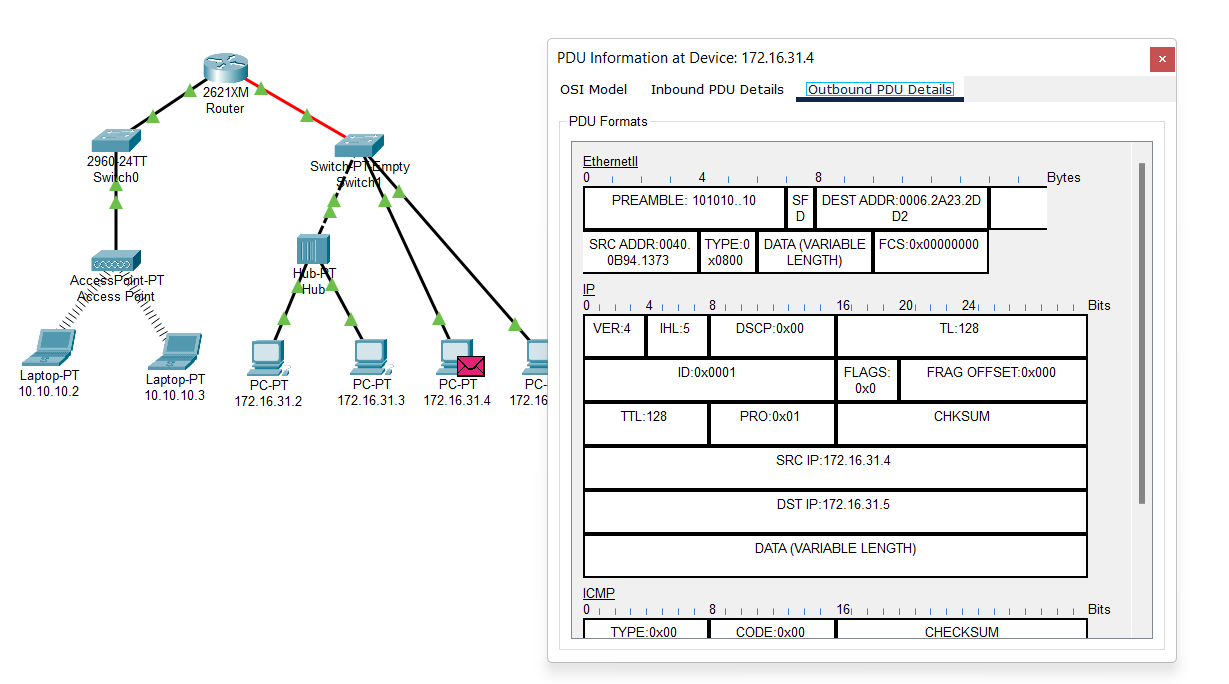 2621XM
Router
2960-24TT
Switch0
Switch-PT-Empty
Switch1
AccessPoint-PT
Access Point
Hub-PT
Hub
Laptop-PT
10.10.10.2
Laptop-PT
10.10.10.3
PC-PT
172.16.31.2
PC-PT
172.16.31.3
PC-PT
172.16.31.4
PC-
172.16
PDU Information at Device: 172.16.31.4
OSI Model Inbound PDU Details Outbound PDU Details
PDU Formats
EthernetII
0 4 8 Bytes
PREAMBLE: 101010..10
SF
D
DEST ADDR:0006.2A23.2D
D2
SRC ADDR:0040.
0B94.1373
TYPE:0
x0800
DATA (VARIABLE
LENGTH)
FCS:0x00000000
IP
0 4 8 16 20 24 Bits
VER:4 IHL:5 DSCP:0x00 TL:128
ID:0x0001
FLAGS:
0x0
FRAG OFFSET:0x000
TTL:128 PRO:0x01 CHKSUM
SRC IP:172.16.31.4
DST IP:172.16.31.5
DATA (VARIABLE LENGTH)
ICMP
0 8 16 Bits
TYPE:0x00 CODE:0x00 CHECKSUM